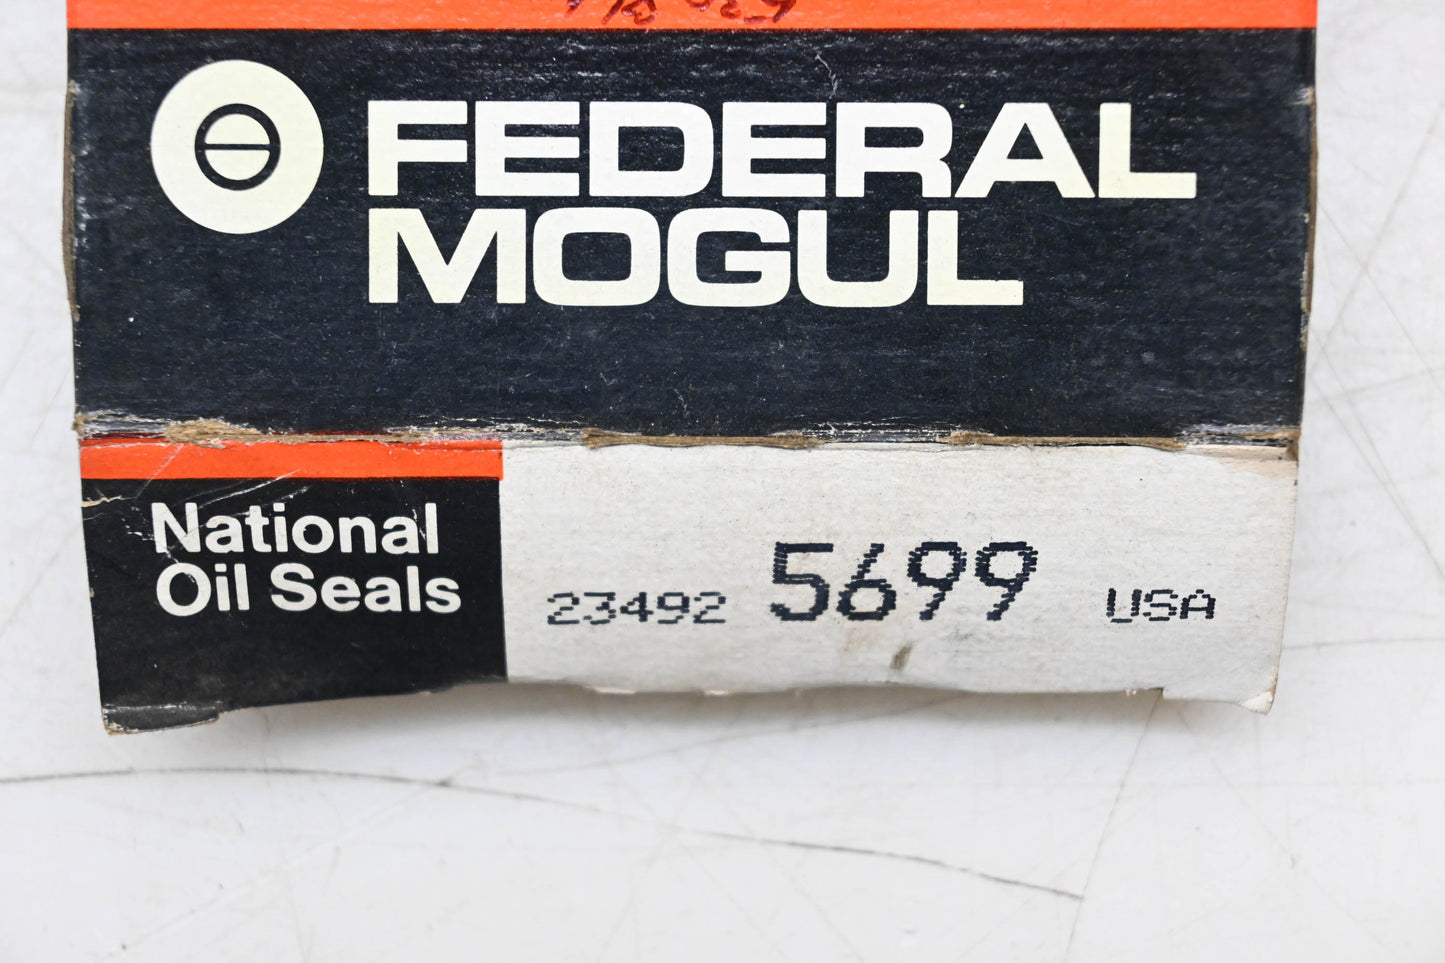 FEDERAL
MOGUL
National
Oil Seals
23492 5699 USA